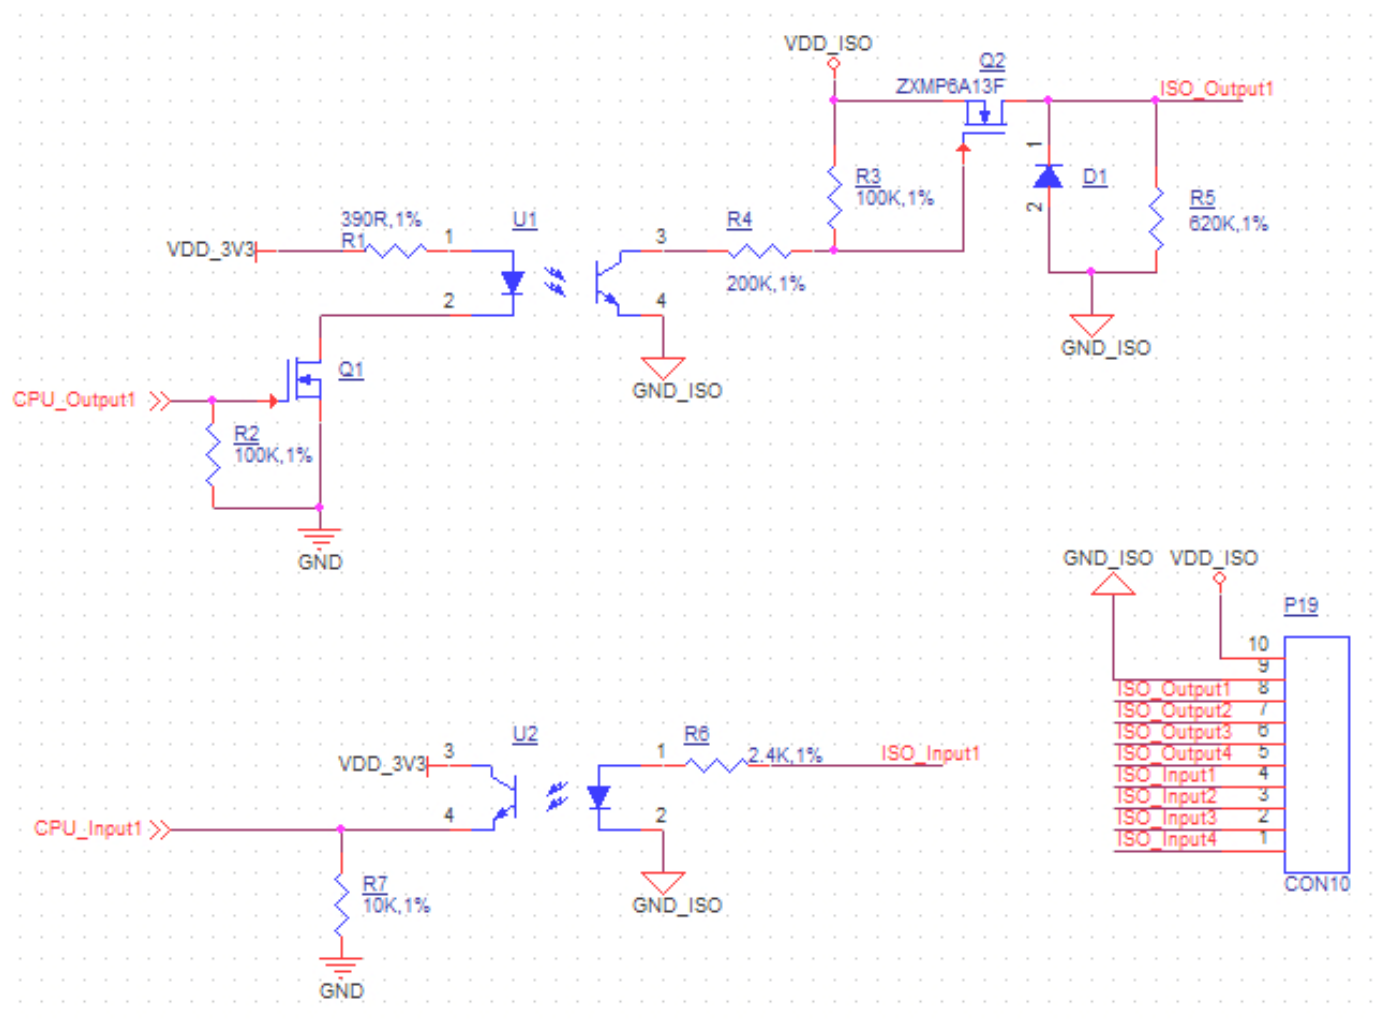 VDD_ISO
Q2
ZXMP6A13F
ISO_Output1
1
D1
2
R3
100K,1%
R5
620K,1%
390R,1%
R1
VDD_3V3
1
U1
3
R4
200K,1%
2
4
GND_ISO
GND_ISO
Q1
CPU_Output1
R2
100K,1%
GND
GND_ISO
VDD_ISO
P19
10
9
ISO_Output1 8
ISO_Output2 7
ISO_Output3 6
ISO_Output4 5
ISO_Input1 4
ISO_Input2 3
ISO_Input3 2
ISO_Input4 1
CON10
VDD_3V3
3
U2
1
R6
2.4K,1%
ISO_Input1
CPU_Input1
4
2
GND_ISO
R7
10K,1%
GND